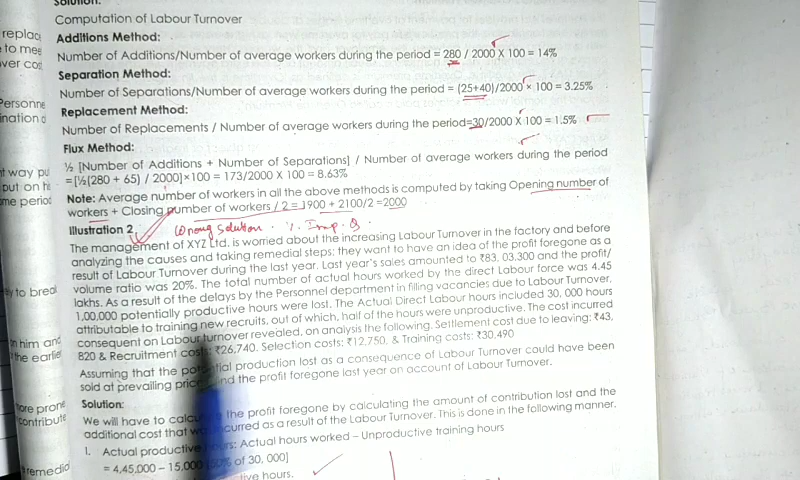 Solution:
Computation of Labour Turnover
Additions Method:
Number of Additions/Number of average workers during the period = 280 / 2000 X 100 = 14%
Separation Method:
Number of Separations/Number of average workers during the period = (25+40)/2000 × 100 = 3.25%
Replacement Method:
Number of Replacements / Number of average workers during the period=30/2000 X 100 = 1.5%
Flux Method:
½ [Number of Additions + Number of Separations] / Number of average workers during the period
=[½(280 + 65) / 2000]×100 = 173/2000 X 100 = 8.63%
Note: Average number of workers in all the above methods is computed by taking Opening number of
workers + Closing number of workers / 2 = 1900 + 2100/2 =2000
Illustration 2 Wrong Solution. Imp. Q.
The management of XYZ Ltd. is worried about the increasing Labour Turnover in the factory and before
analyzing the causes and taking remedial steps; they want to have an idea of the profit foregone as a
result of Labour Turnover during the last year. Last year's sales amounted to ₹83, 03,300 and the profit/
volume ratio was 20%. The total number of actual hours worked by the direct Labour force was 4.45
lakhs. As a result of the delays by the Personnel department in filling vacancies due to Labour Turnover,
1,00,000 potentially productive hours were lost. The Actual Direct Labour hours included 30, 000 hours
attributable to training new recruits, out of which, half of the hours were unproductive. The cost incurred
consequent on Labour turnover revealed, on analysis the following. Settlement cost due to leaving: ₹43,
820 & Recruitment cost: ₹26,740, Selection costs: ₹12,750, & Training costs: ₹30,490
Assuming that the potential production lost as a consequence of Labour Turnover could have been
sold at prevailing prices find the profit foregone last year on account of Labour Turnover.
Solution:
We will have to calculate the profit foregone by calculating the amount of contribution lost and the
additional cost that was incurred as a result of the Labour Turnover. This is done in the following manner.
I. Actual productive hours: Actual hours worked – Unproductive training hours
= 4,45,000 – 15,000 [50% of 30, 000]
hours.